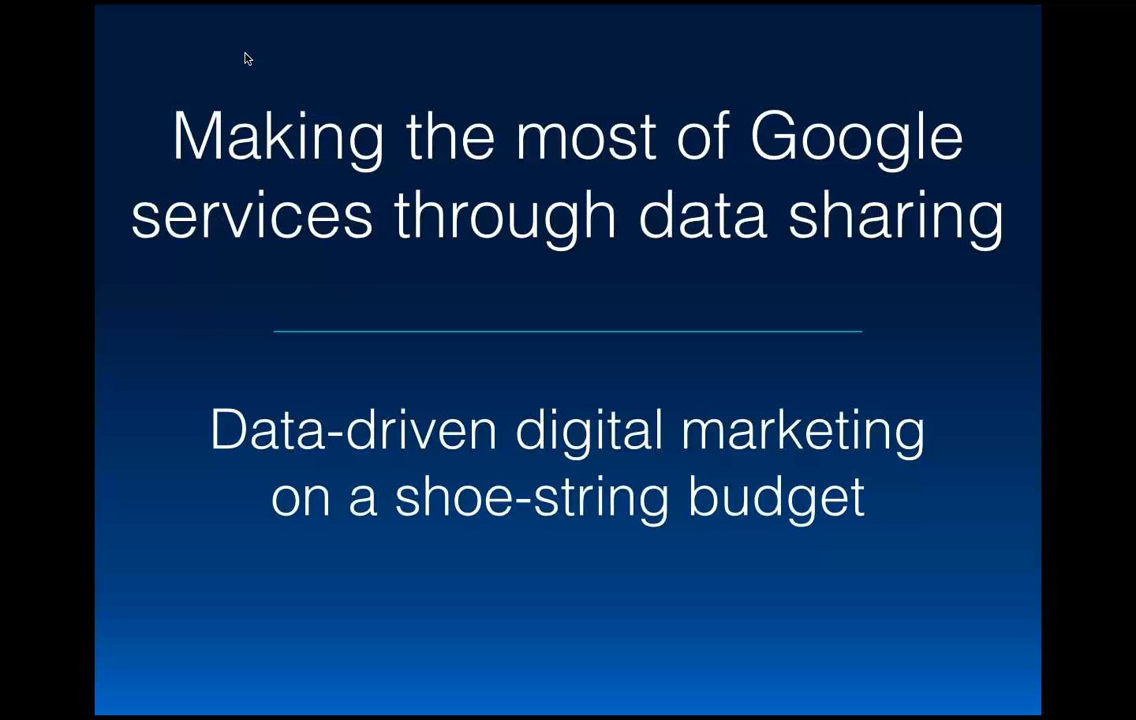 Making the most of Google
services through data sharing
Data-driven digital marketing
on a shoe-string budget